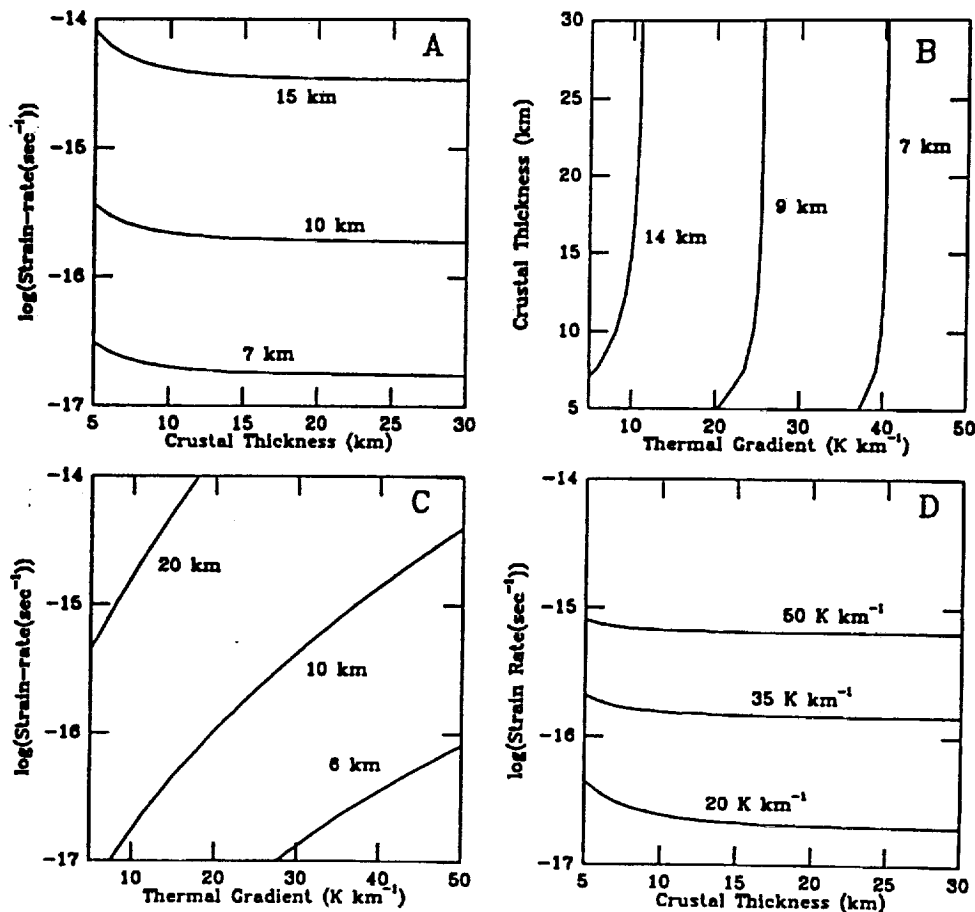 A
-14
-15
-16
-17
log(Strain-rate(sec⁻¹))
15 km
10 km
7 km
5 10 15 20 25 30
Crustal Thickness (km)
B
30
25
20
15
10
5
Crustal Thickness (km)
7 km
9 km
14 km
10 20 30 40 50
Thermal Gradient (K km⁻¹)
C
-14
-15
-16
-17
log(Strain-rate(sec⁻¹))
20 km
10 km
6 km
10 20 30 40 50
Thermal Gradient (K km⁻¹)
D
-14
-15
-16
-17
log(Strain Rate(sec⁻¹))
50 K km⁻¹
35 K km⁻¹
20 K km⁻¹
5 10 15 20 25 30
Crustal Thickness (km)